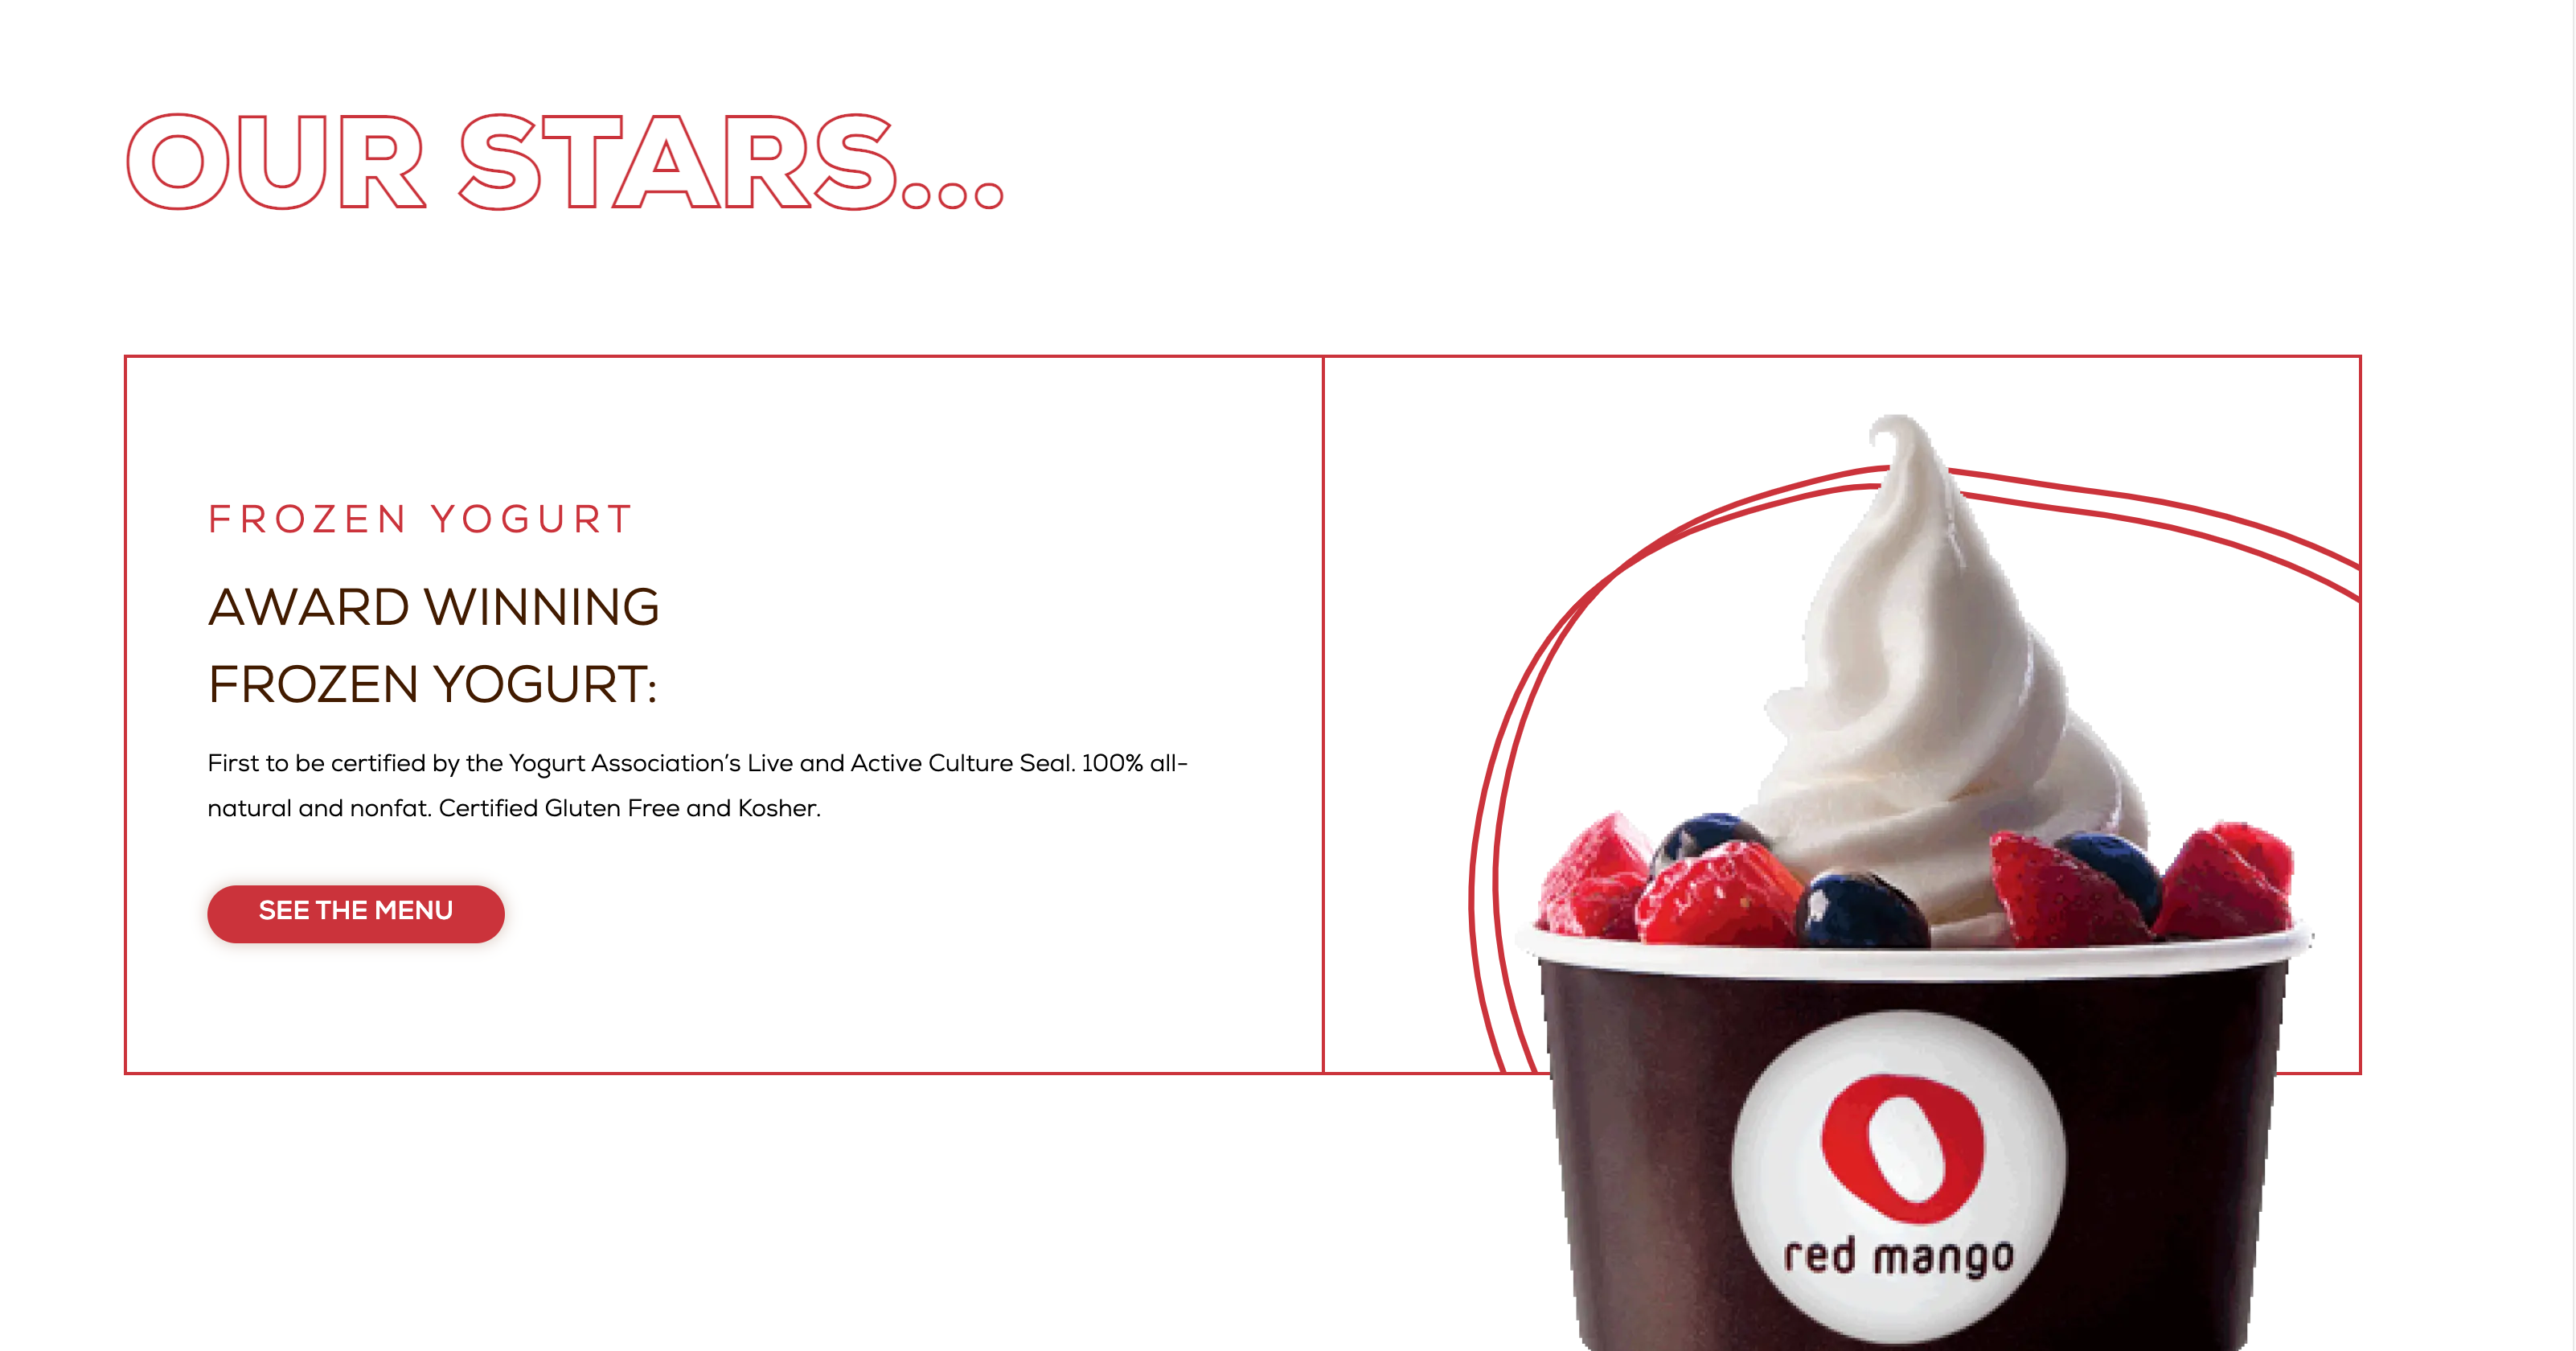 OUR STARS...
FROZEN YOGURT
AWARD WINNING
FROZEN YOGURT:
First to be certified by the Yogurt Association’s Live and Active Culture Seal. 100% all-
natural and nonfat. Certified Gluten Free and Kosher.
SEE THE MENU
red mango